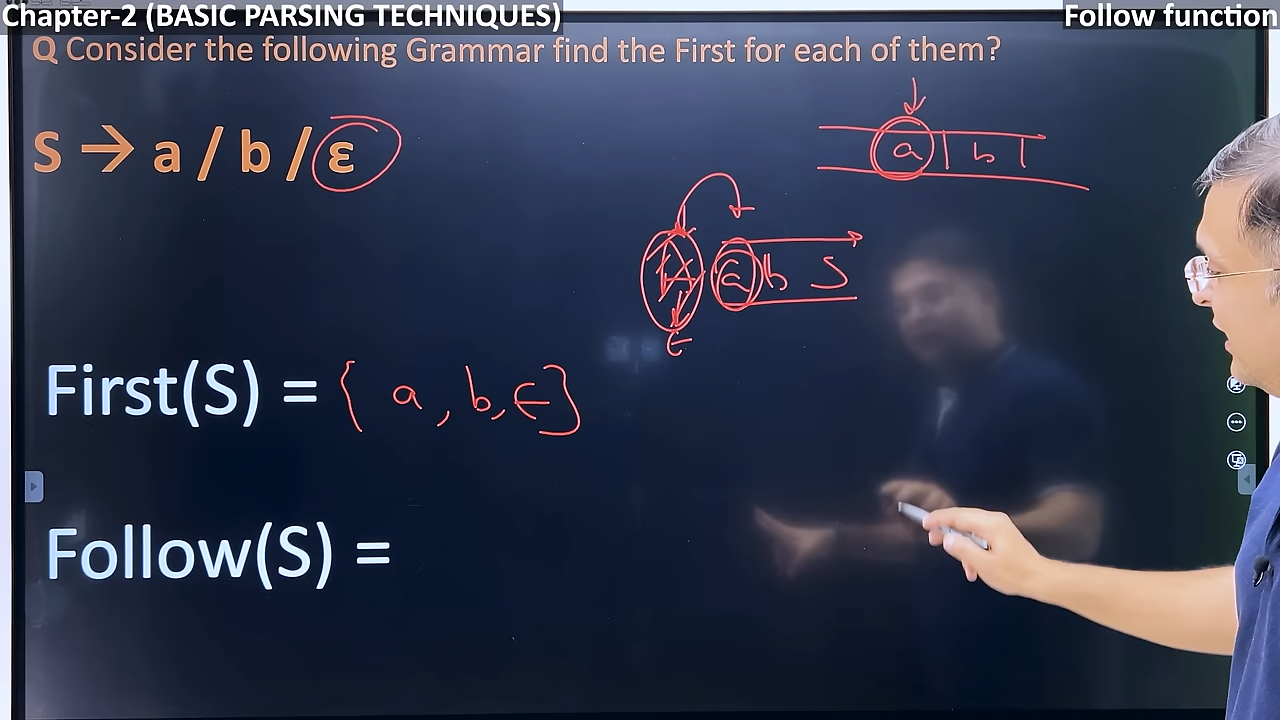 Chapter-2 (BASIC PARSING TECHNIQUES)
Follow function
Q Consider the following Grammar find the First for each of them?
S → a / b / ε
a | b |
A a b S
ε
First(S) = { a , b, ε }
Follow(S) =